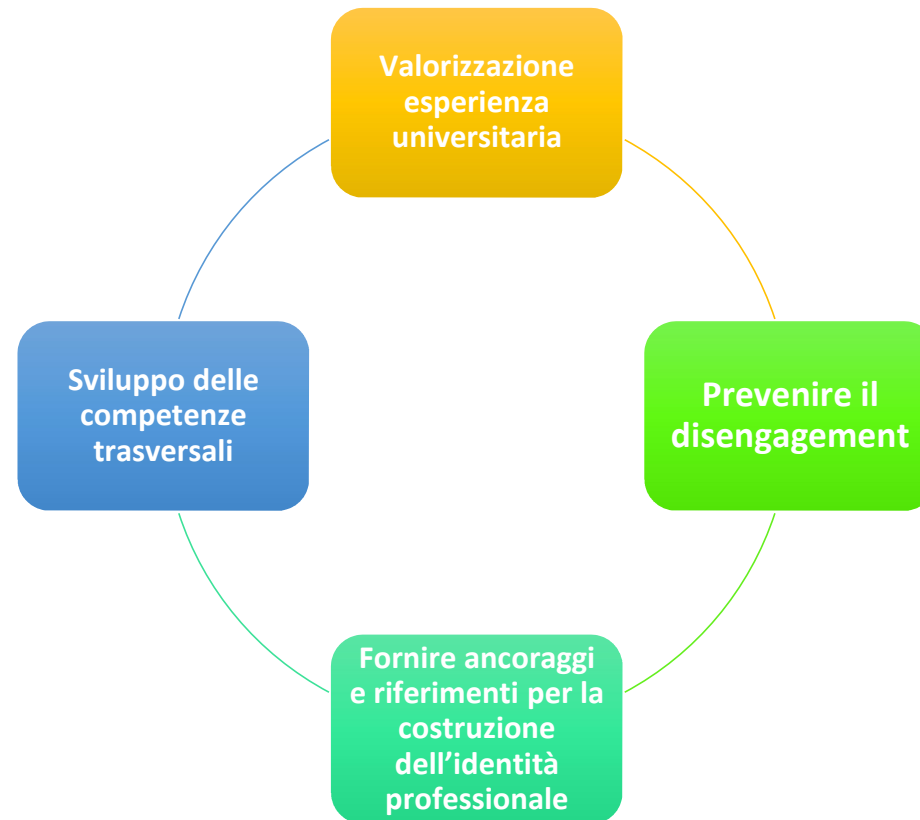 Valorizzazione
esperienza
universitaria
Prevenire il
disengagement
Fornire ancoraggi
e riferimenti per la
costruzione
dell’identità
professionale
Sviluppo delle
competenze
trasversali